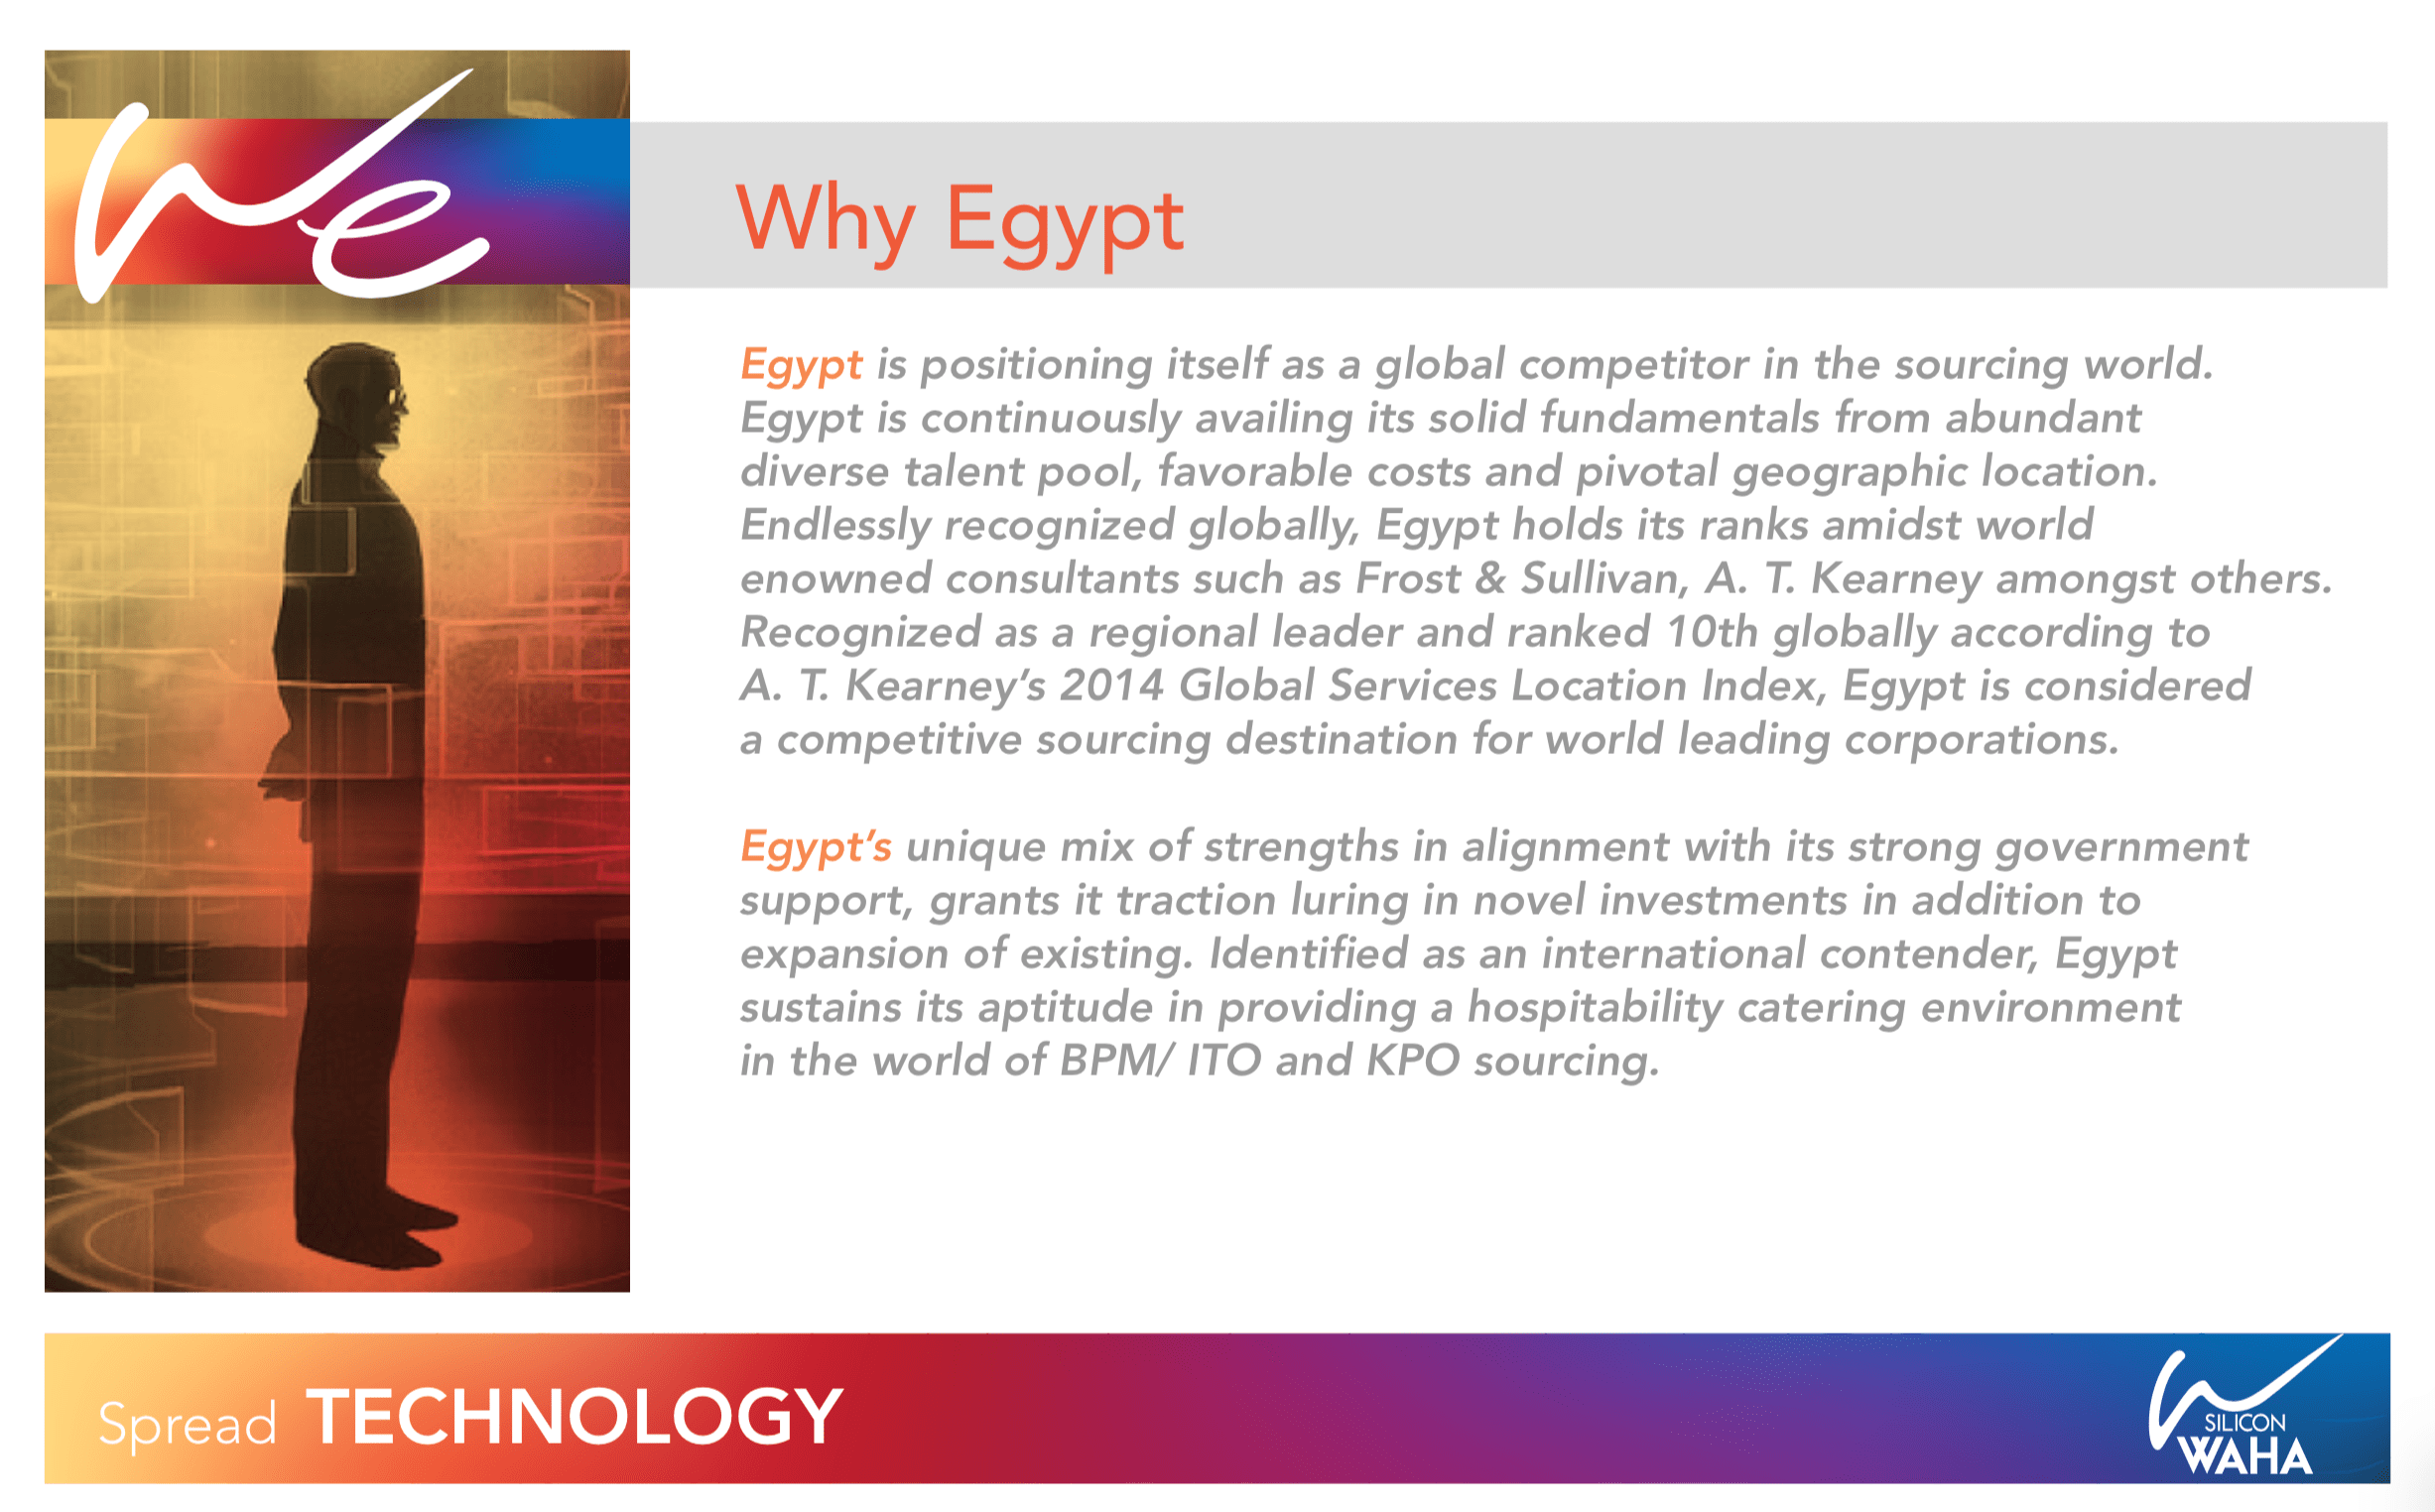 We
Why Egypt
Egypt is positioning itself as a global competitor in the sourcing world.
Egypt is continuously availing its solid fundamentals from abundant
diverse talent pool, favorable costs and pivotal geographic location.
Endlessly recognized globally, Egypt holds its ranks amidst world
enowned consultants such as Frost & Sullivan, A. T. Kearney amongst others.
Recognized as a regional leader and ranked 10th globally according to
A. T. Kearney’s 2014 Global Services Location Index, Egypt is considered
a competitive sourcing destination for world leading corporations.
Egypt’s unique mix of strengths in alignment with its strong government
support, grants it traction luring in novel investments in addition to
expansion of existing. Identified as an international contender, Egypt
sustains its aptitude in providing a hospitability catering environment
in the world of BPM/ ITO and KPO sourcing.
Spread TECHNOLOGY
SILICON
WAHA